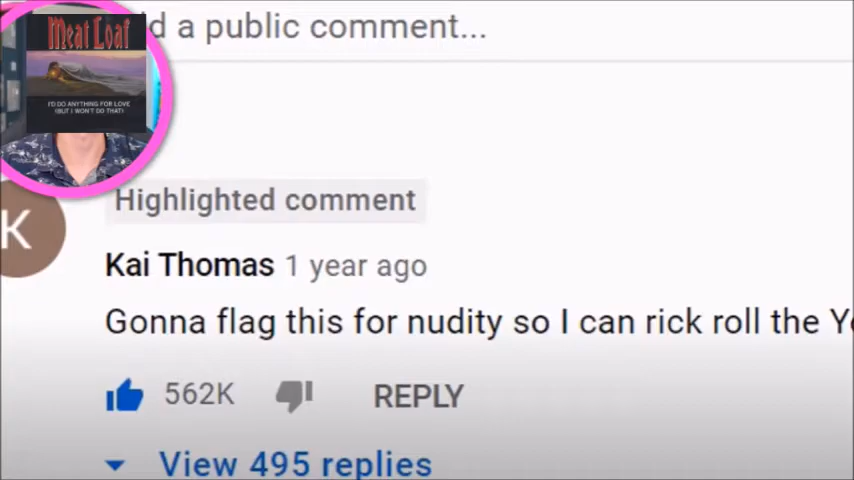 Meat Loaf
I'D DO ANYTHING FOR LOVE
(BUT I WON'T DO THAT)
d a public comment...
Highlighted comment
K
Kai Thomas 1 year ago
Gonna flag this for nudity so I can rick roll the
562K REPLY
View 495 replies